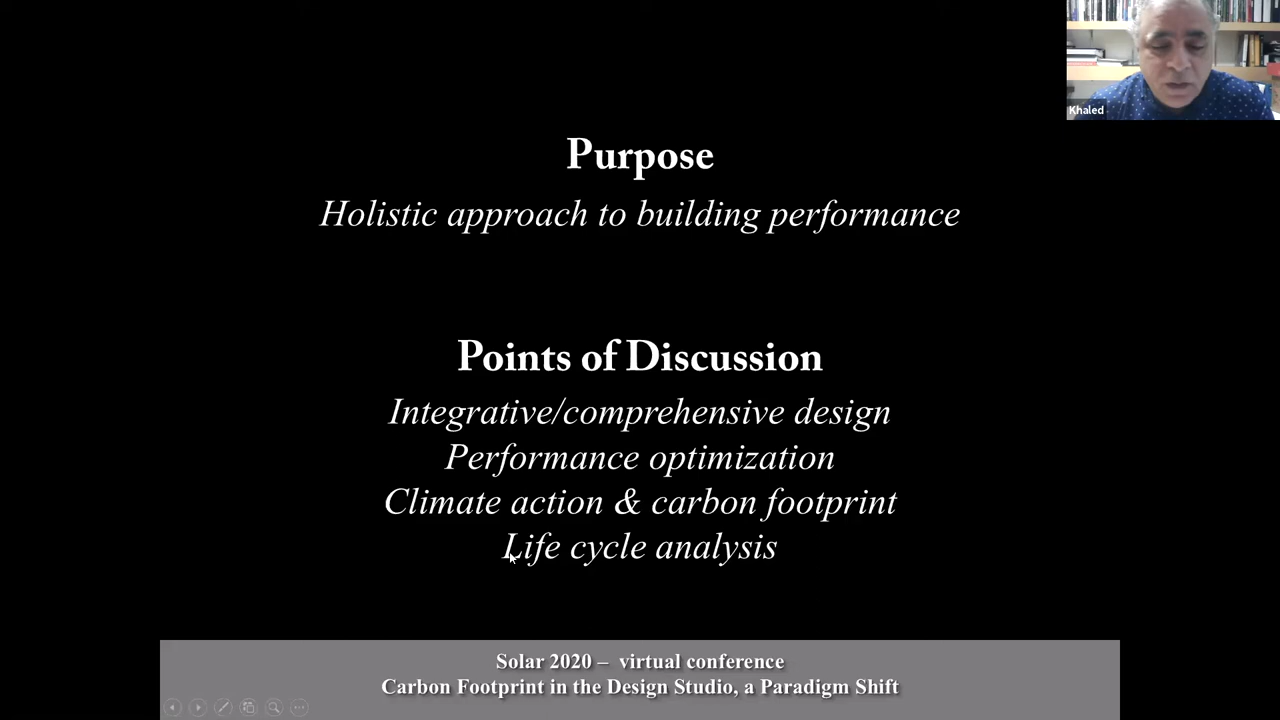 Khaled
Purpose
Holistic approach to building performance
Points of Discussion
Integrative/comprehensive design
Performance optimization
Climate action & carbon footprint
Life cycle analysis
Solar 2020 – virtual conference
Carbon Footprint in the Design Studio, a Paradigm Shift